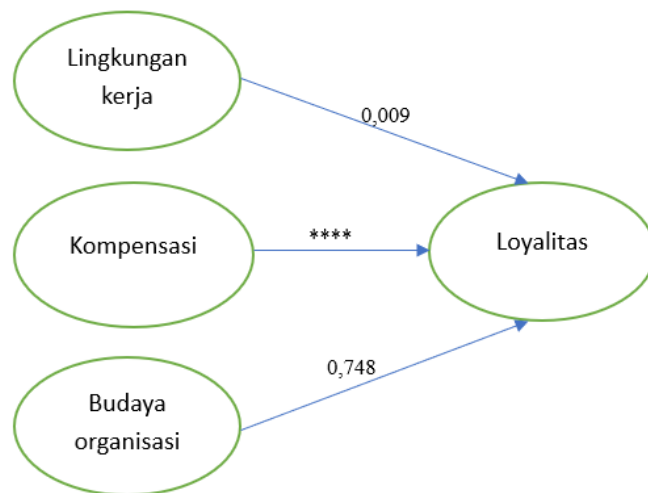 Lingkungan
kerja
0,009
Kompensasi
****
Loyalitas
0,748
Budaya
organisasi